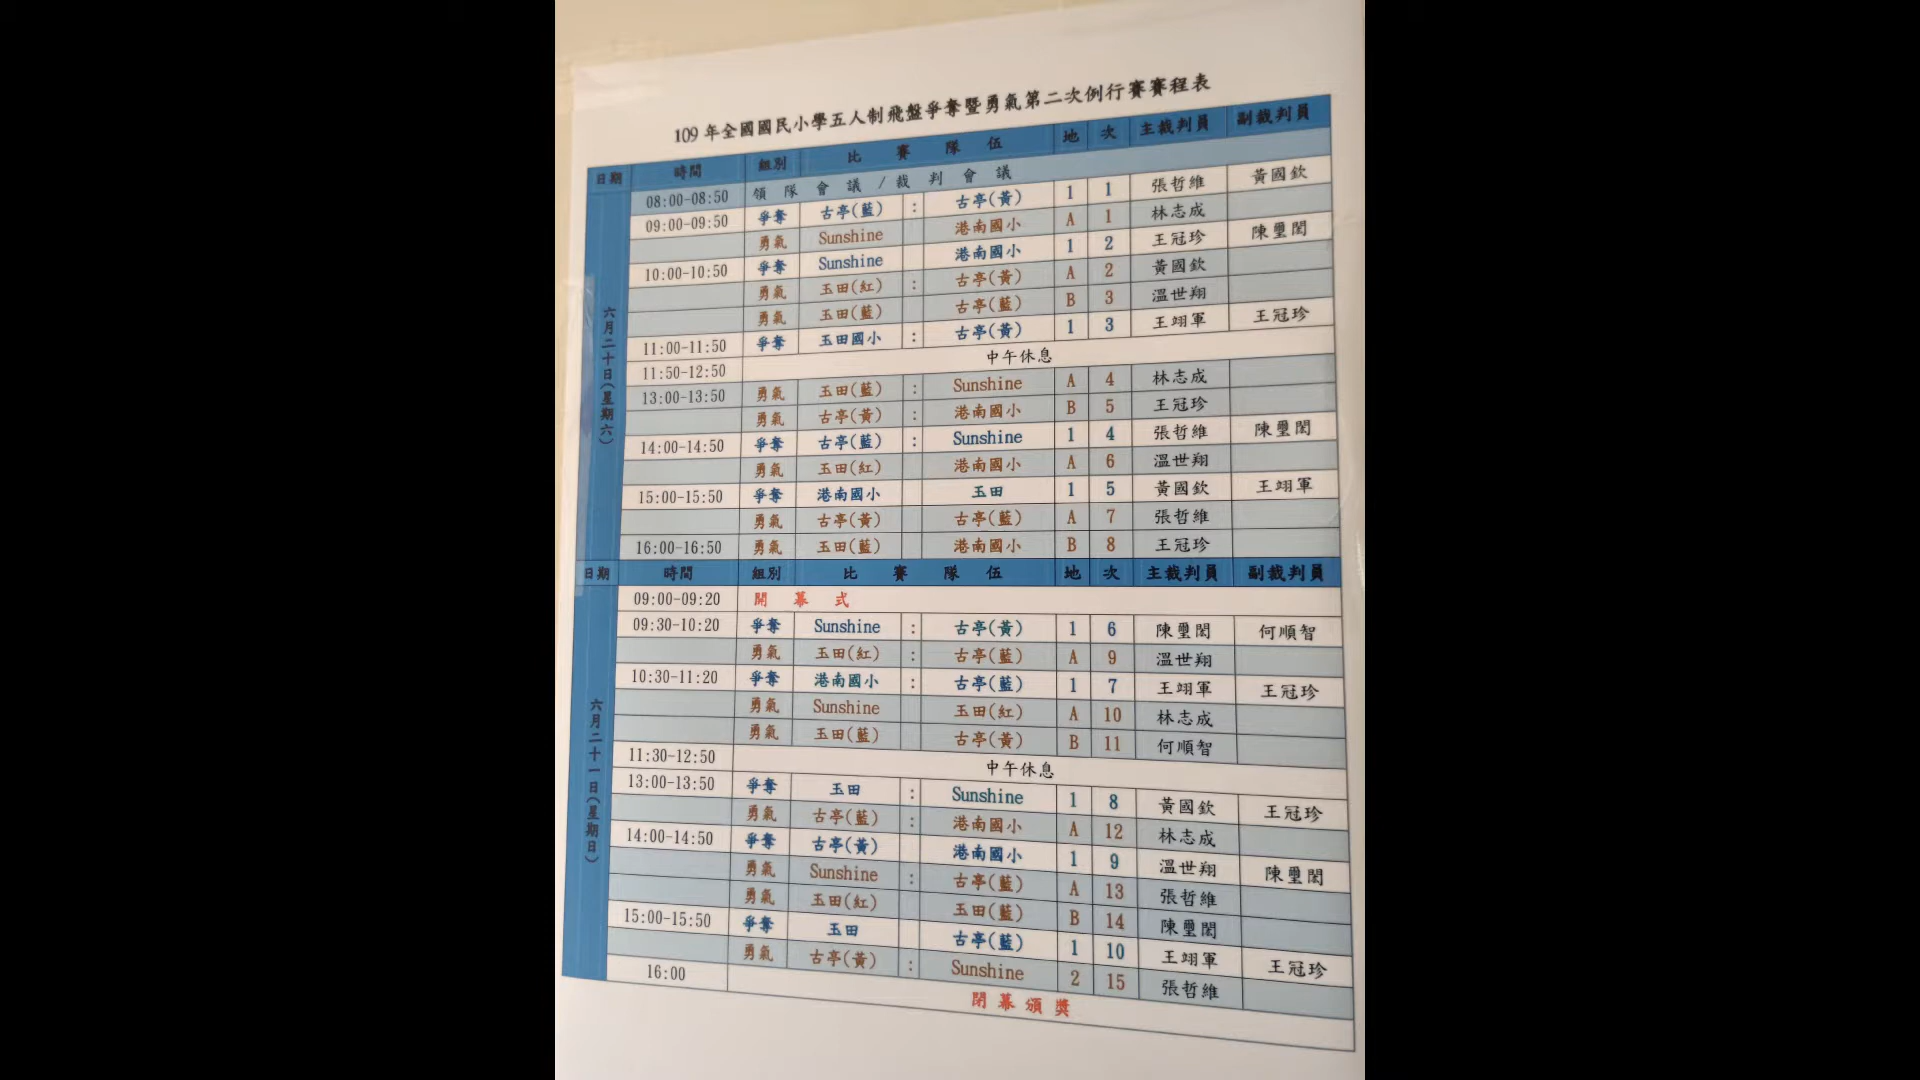 109年全國國民小學五人制飛盤爭奪暨勇氣第二次例行賽賽程表
日期 時間 組別 比賽隊伍 地 次 主裁判員 副裁判員
六月二十日(星期六)
08:00-08:50 領隊會議/裁判會議
09:00-09:50 爭奪 古亭(藍) : 古亭(黃) 1 1 張哲維 黃國欽
勇氣 Sunshine 港南國小 A 1 林志成
10:00-10:50 爭奪 Sunshine 港南國小 1 2 王冠珍 陳璽閎
勇氣 玉田(紅) : 古亭(黃) A 2 黃國欽
勇氣 玉田(藍) 古亭(藍) B 3 溫世翔
11:00-11:50 爭奪 玉田國小 : 古亭(黃) 1 3 王翊軍 王冠珍
11:50-12:50 中午休息
13:00-13:50 勇氣 玉田(藍) : Sunshine A 4 林志成
勇氣 古亭(黃) : 港南國小 B 5 王冠珍
14:00-14:50 爭奪 古亭(藍) : Sunshine 1 4 張哲維 陳璽閎
勇氣 玉田(紅) 港南國小 A 6 溫世翔
15:00-15:50 爭奪 港南國小 玉田 1 5 黃國欽 王翊軍
勇氣 古亭(黃) 古亭(藍) A 7 張哲維
16:00-16:50 勇氣 玉田(藍) 港南國小 B 8 王冠珍
日期 時間 組別 比賽隊伍 地 次 主裁判員 副裁判員
六月二十一日(星期日)
09:00-09:20 開幕式
09:30-10:20 爭奪 Sunshine : 古亭(黃) 1 6 陳璽閎 何順智
勇氣 玉田(紅) : 古亭(藍) A 9 溫世翔
10:30-11:20 爭奪 港南國小 : 古亭(藍) 1 7 王翊軍 王冠珍
勇氣 Sunshine 玉田(紅) A 10 林志成
勇氣 玉田(藍) 古亭(黃) B 11 何順智
11:30-12:50 中午休息
13:00-13:50 爭奪 玉田 : Sunshine 1 8 黃國欽 王冠珍
勇氣 古亭(藍) : 港南國小 A 12 林志成
14:00-14:50 爭奪 古亭(黃) 港南國小 1 9 溫世翔 陳璽閎
勇氣 Sunshine : 古亭(藍) A 13 張哲維
勇氣 玉田(紅) 玉田(藍) B 14 陳璽閎
15:00-15:50 爭奪 玉田 古亭(藍) 1 10 王翊軍 王冠珍
勇氣 古亭(黃) : Sunshine 2 15 張哲維
16:00 閉幕頒獎